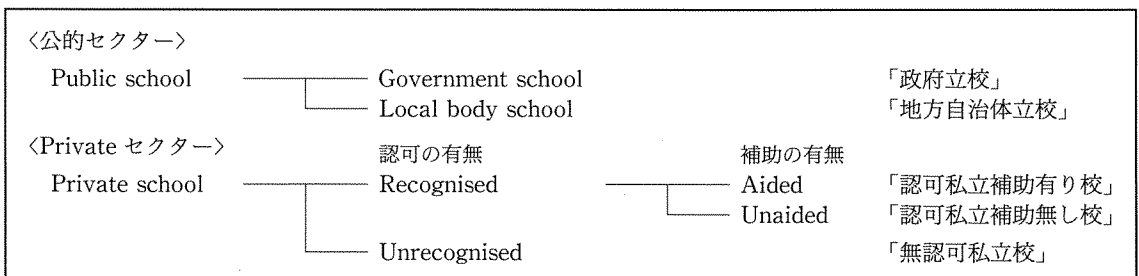 〈公的セクター〉
Public school Government school 「政府立校」
Local body school 「地方自治体立校」
〈Private セクター〉 認可の有無 補助の有無
Private school Recognised Aided 「認可私立補助有り校」
Unaided 「認可私立補助無し校」
Unrecognised 「無認可私立校」